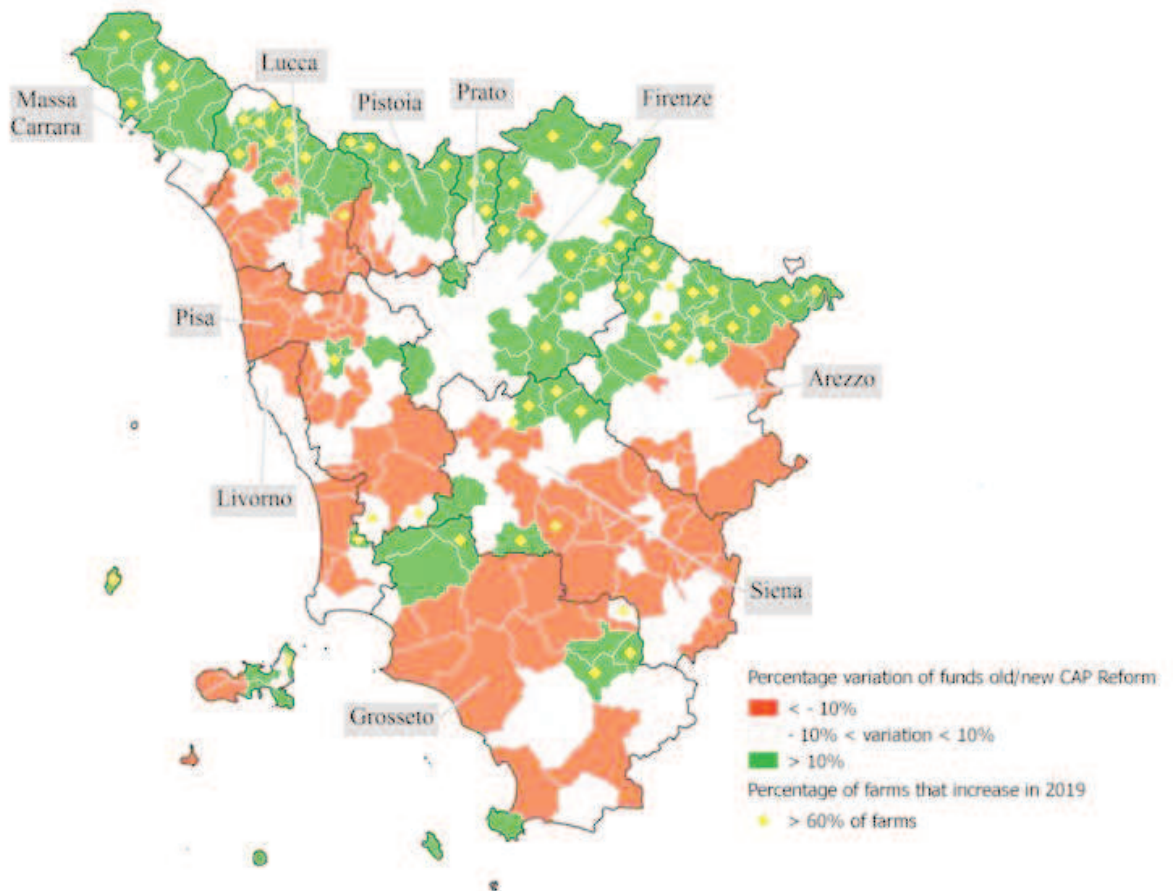 Lucca
Massa
Carrara
Pistoia
Prato
Firenze
Pisa
Arezzo
Livorno
Siena
Grosseto
Percentage variation of funds old/new CAP Reform
< - 10%
- 10% < variation < 10%
> 10%
Percentage of farms that increase in 2019
> 60% of farms